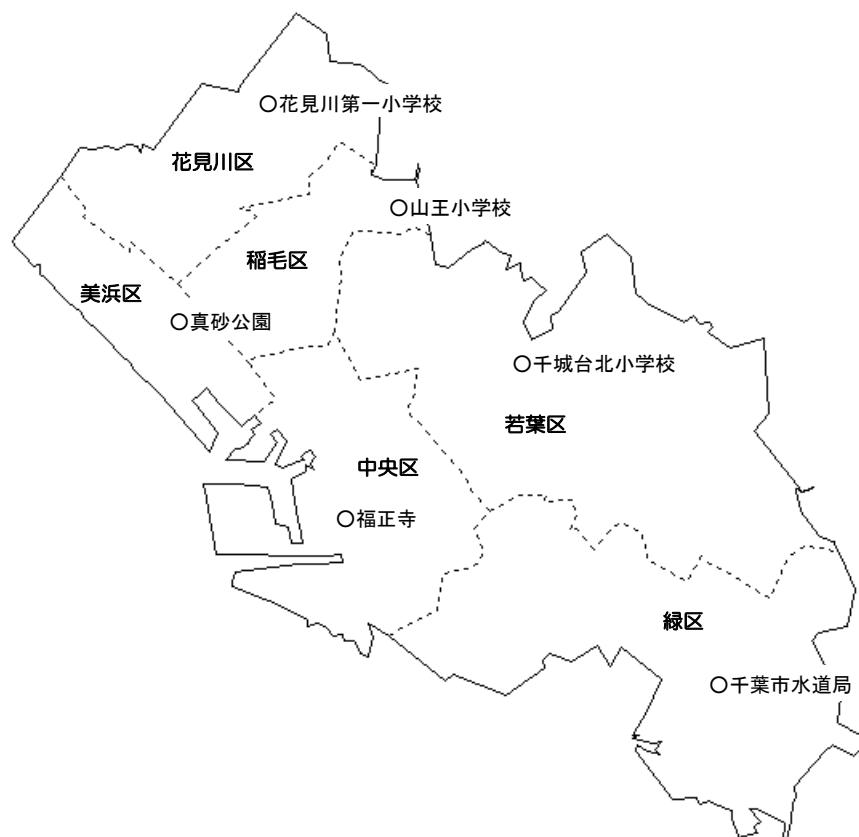 ○花見川第一小学校
花見川区
○山王小学校
稲毛区
美浜区
○真砂公園
○千城台北小学校
若葉区
中央区
○福正寺
緑区
○千葉市水道局